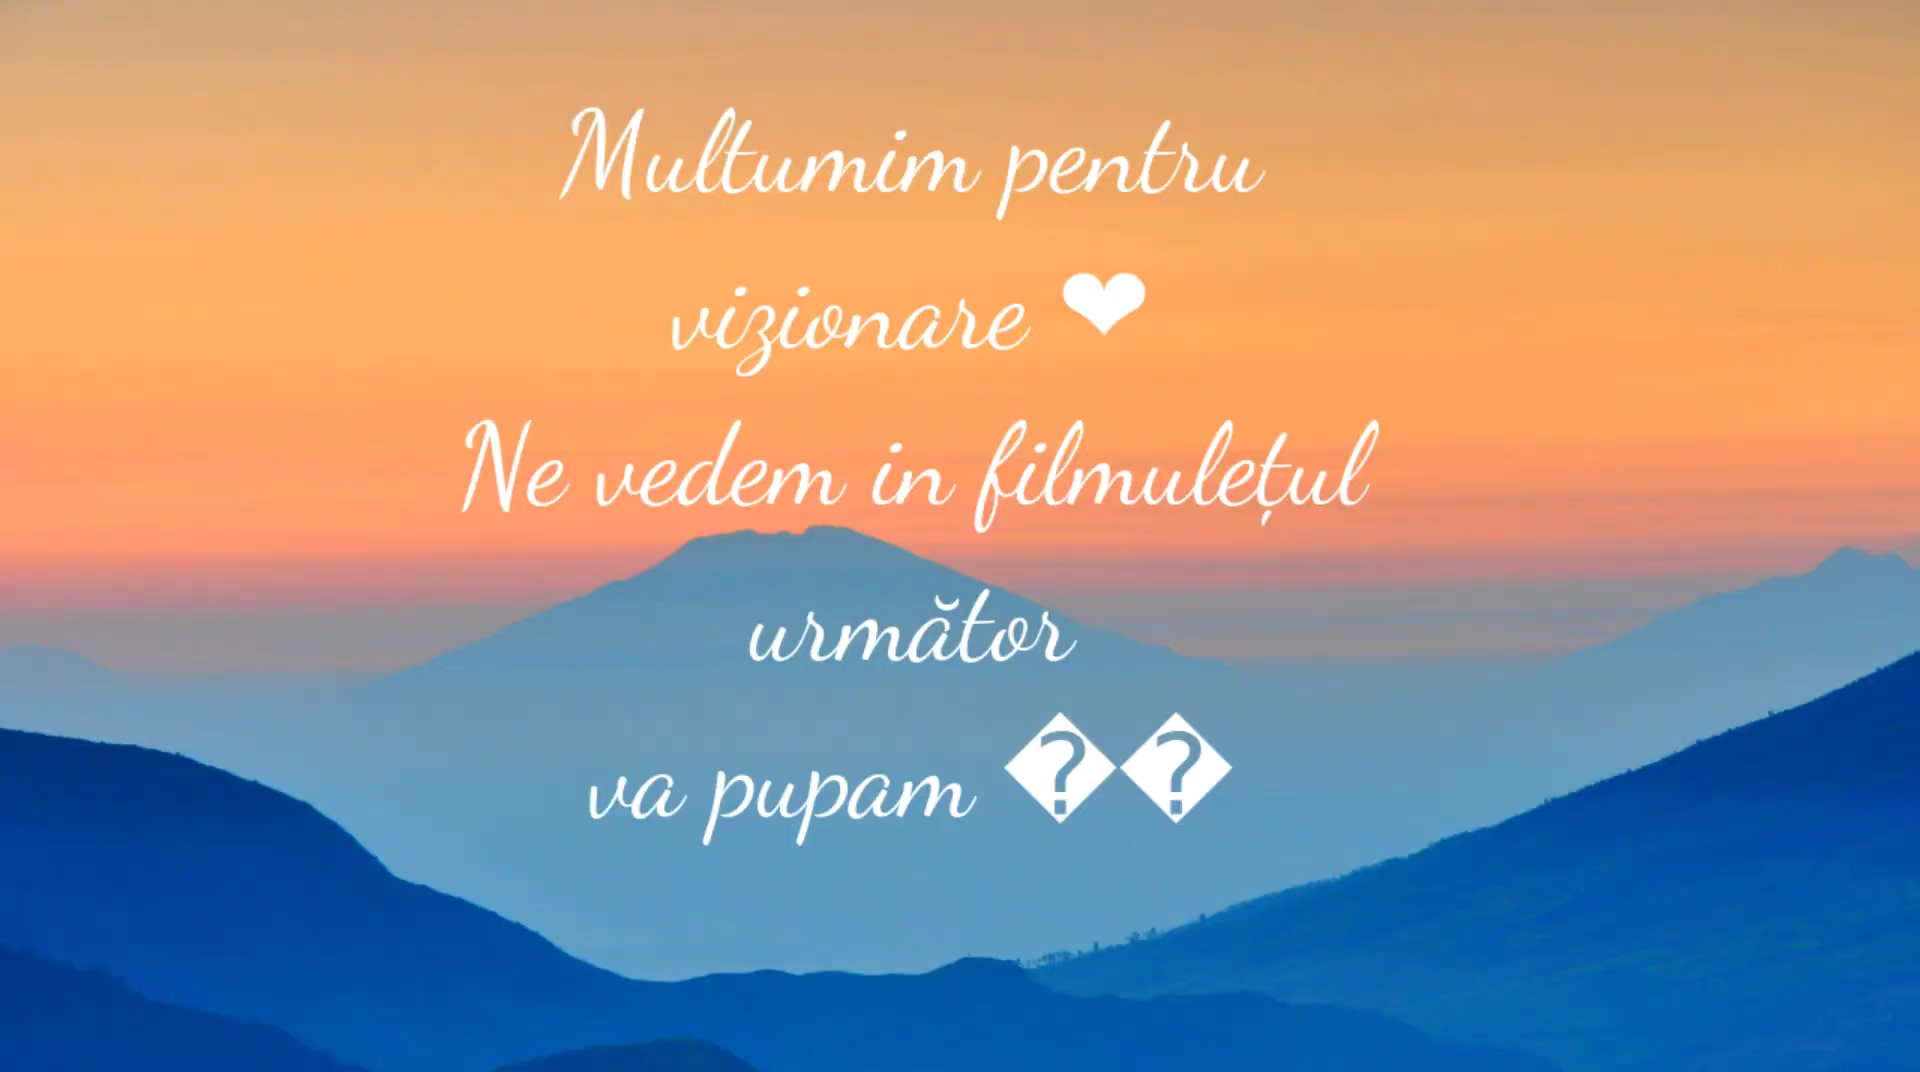 Multumim pentru
vizionare ❤
Ne vedem in filmulețul
următor
va pupam ��